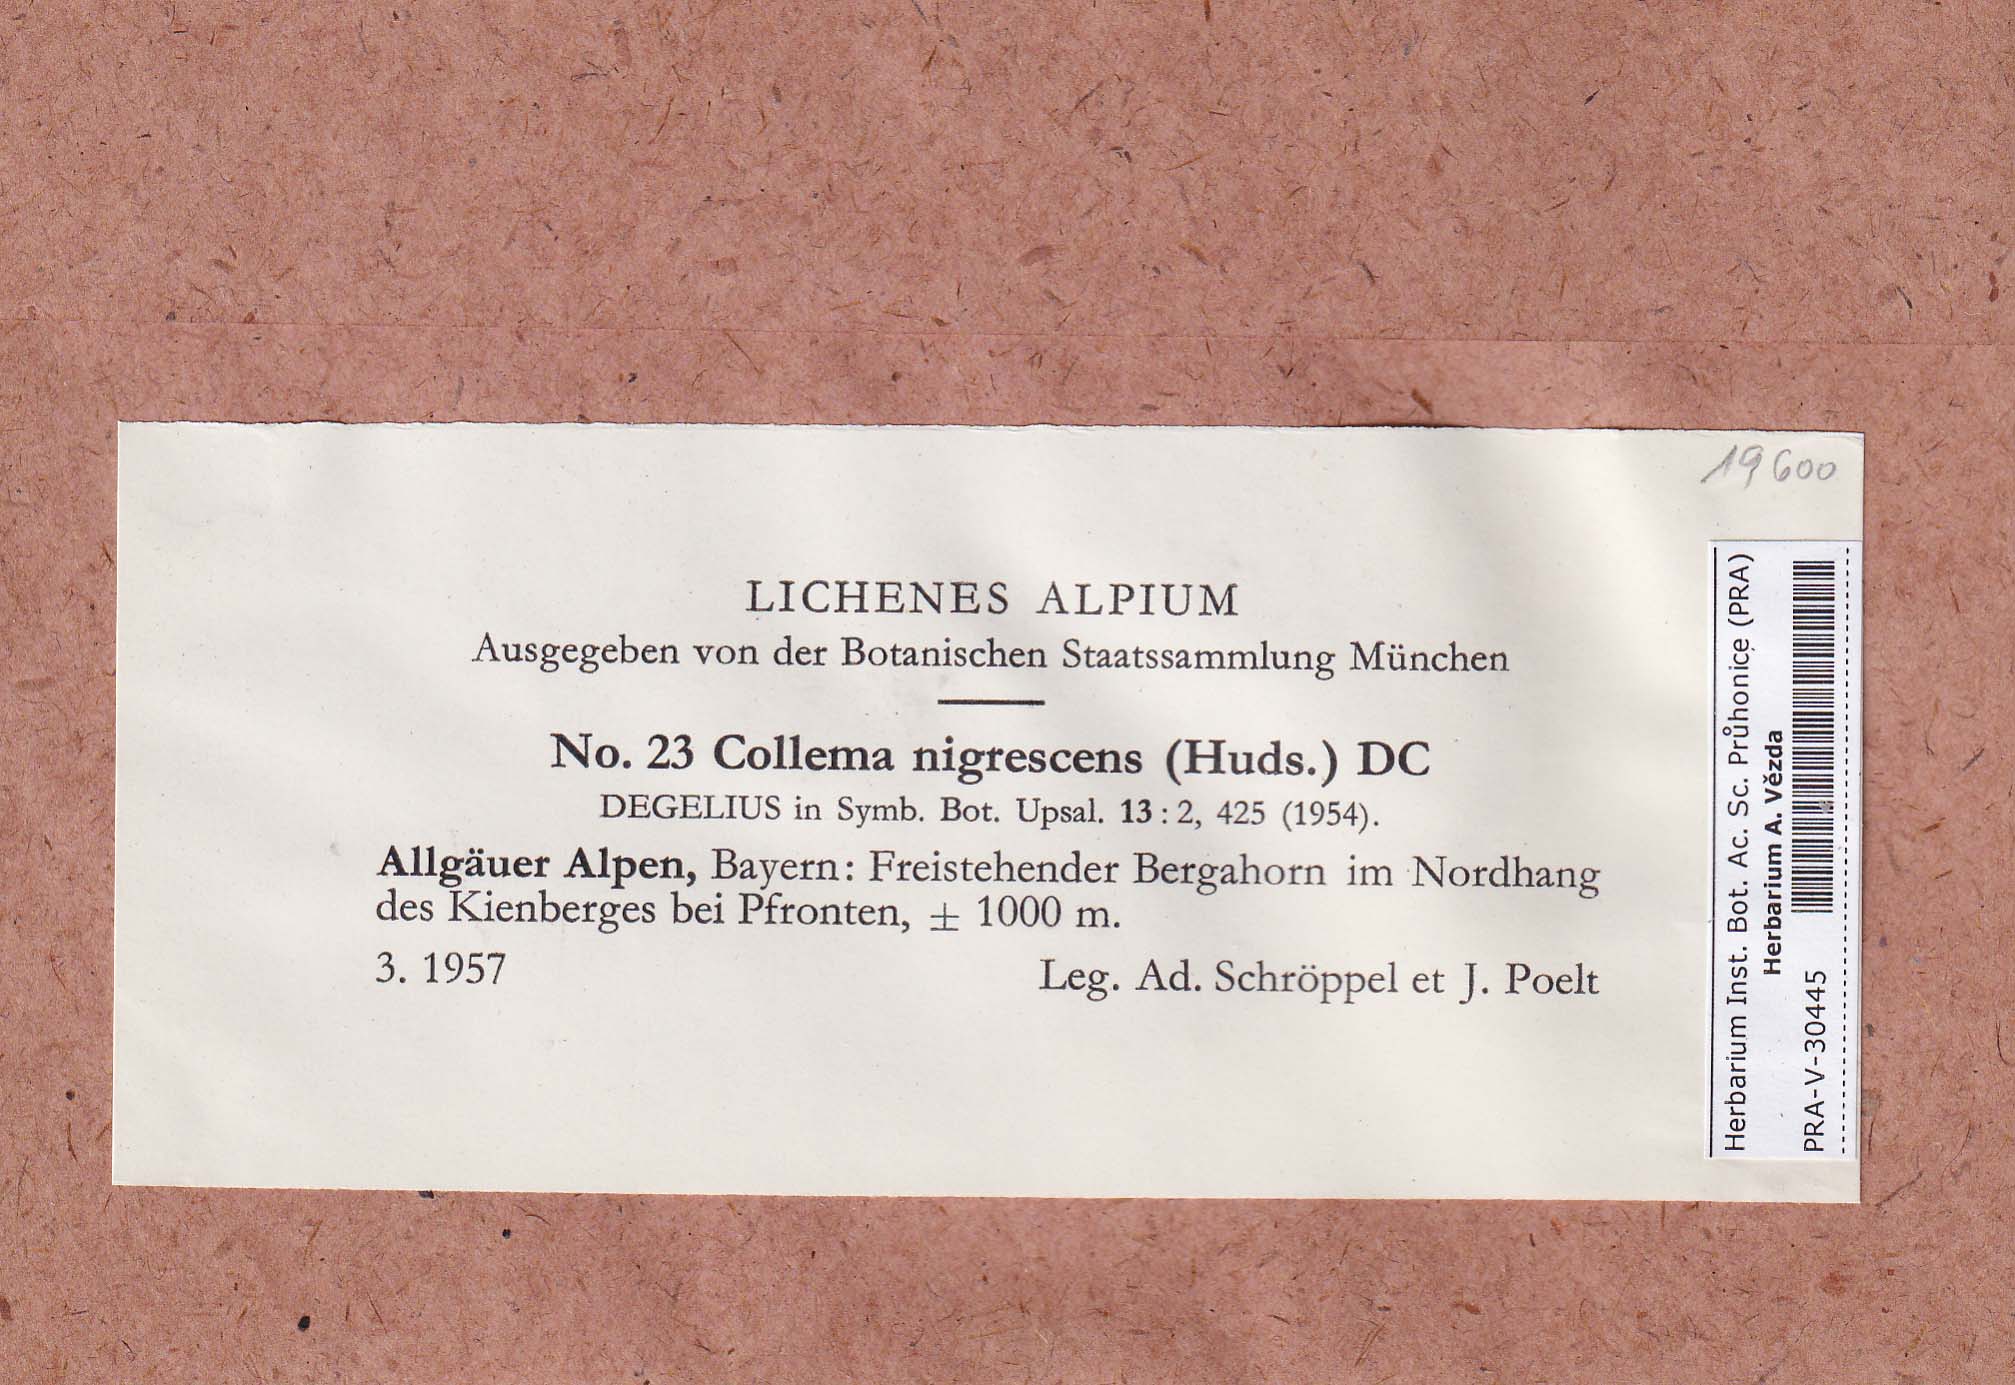 19600
LICHENES ALPIUM
Ausgegeben von der Botanischen Staatssammlung München
No. 23 Collema nigrescens (Huds.) DC
DEGELIUS in Symb. Bot. Upsal. 13 : 2, 425 (1954).
Allgäuer Alpen, Bayern: Freistehender Bergahorn im Nordhang
des Kienberges bei Pfronten, ± 1000 m.
3. 1957
Leg. Ad. Schröppel et J. Poelt
Herbarium Inst. Bot. Ac. Sc. Průhonice (PRA)
Herbarium A. Vězda
PRA-V-30445